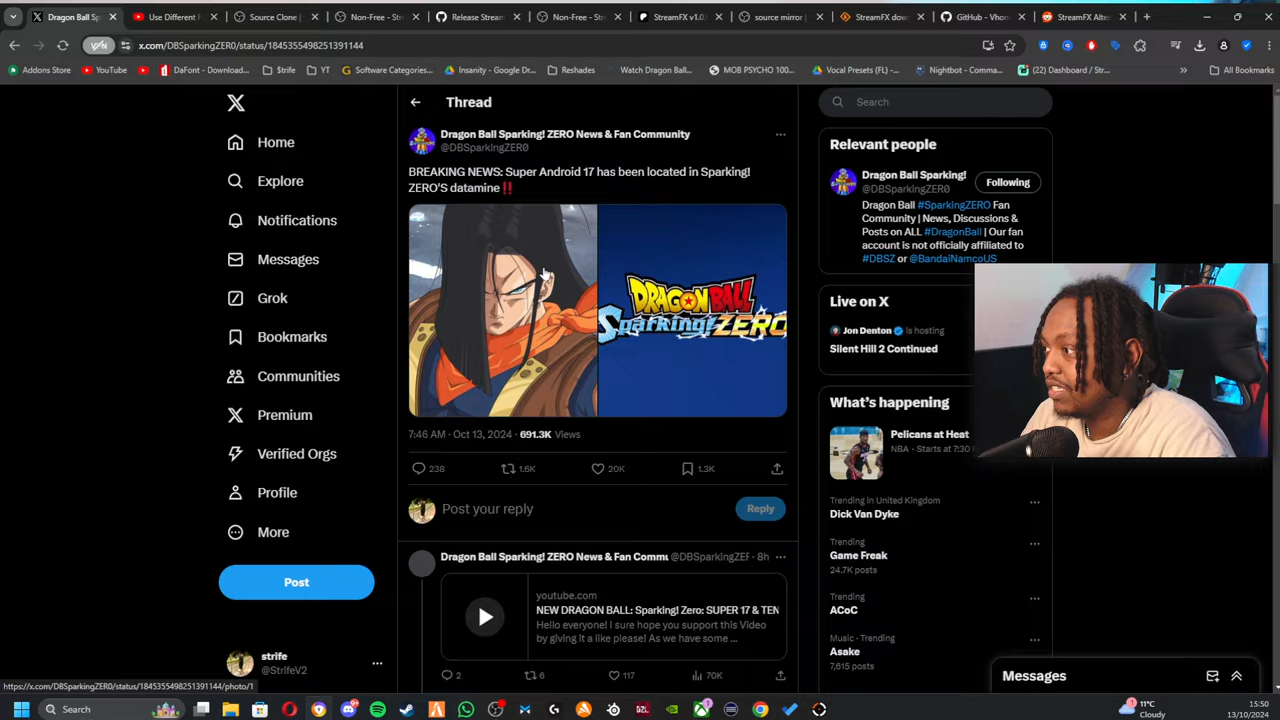 Dragon Ball Sp
Use Different F
Source Clone |
Non-Free - Str
Release Stream
Non-Free - Str
StreamFX v1.0.
source mirror |
StreamFX dow
GitHub - Vhon
StreamFX Alter
VPN
x.com/DBSparkingZER0/status/1845355498251391144
Addons Store
YouTube
DaFont - Download...
$trife
YT
Software Categories...
Insanity - Google Dr...
Reshades
Watch Dragon Ball...
MOB PSYCHO 100...
Vocal Presets (FL) -...
Nightbot - Comma...
(22) Dashboard / Str...
All Bookmarks
Home
Explore
Notifications
Messages
Grok
Bookmarks
Communities
Premium
Verified Orgs
Profile
More
Post
strife
@StrIfeV2
Thread
Dragon Ball Sparking! ZERO News & Fan Community
@DBSparkingZER0
BREAKING NEWS: Super Android 17 has been located in Sparking!
ZERO'S datamine‼️
DRAGON BALL
Sparking! ZERO
7:46 AM · Oct 13, 2024 · 691.3K Views
238
1.6K
20K
1.3K
Post your reply
Reply
Dragon Ball Sparking! ZERO News & Fan Commu
@DBSparkingZEF · 8h
youtube.com
NEW DRAGON BALL: Sparking! Zero: SUPER 17 & TEN
Hello everyone! I sure hope you support this Video
by giving it a like please! As we have some ...
2
6
117
70K
Search
Relevant people
Dragon Ball Sparking!
@DBSparkingZER0
Following
Dragon Ball #SparkingZERO Fan
Community | News, Discussions &
Posts on ALL #DragonBall | Our fan
account is not officially affiliated to
#DBSZ or @BandaiNamcoUS
Live on X
Jon Denton is hosting
Silent Hill 2 Continued
What's happening
Pelicans at Heat
NBA · Starts at 7:30
Trending in United Kingdom
Dick Van Dyke
Trending
Game Freak
24.7K posts
Trending
ACoC
Music · Trending
Asake
7,615 posts
Messages
https://x.com/DBSparkingZER0/status/1845355498251391144/photo/1
Search
11°C
Cloudy
15:50
13/10/2024